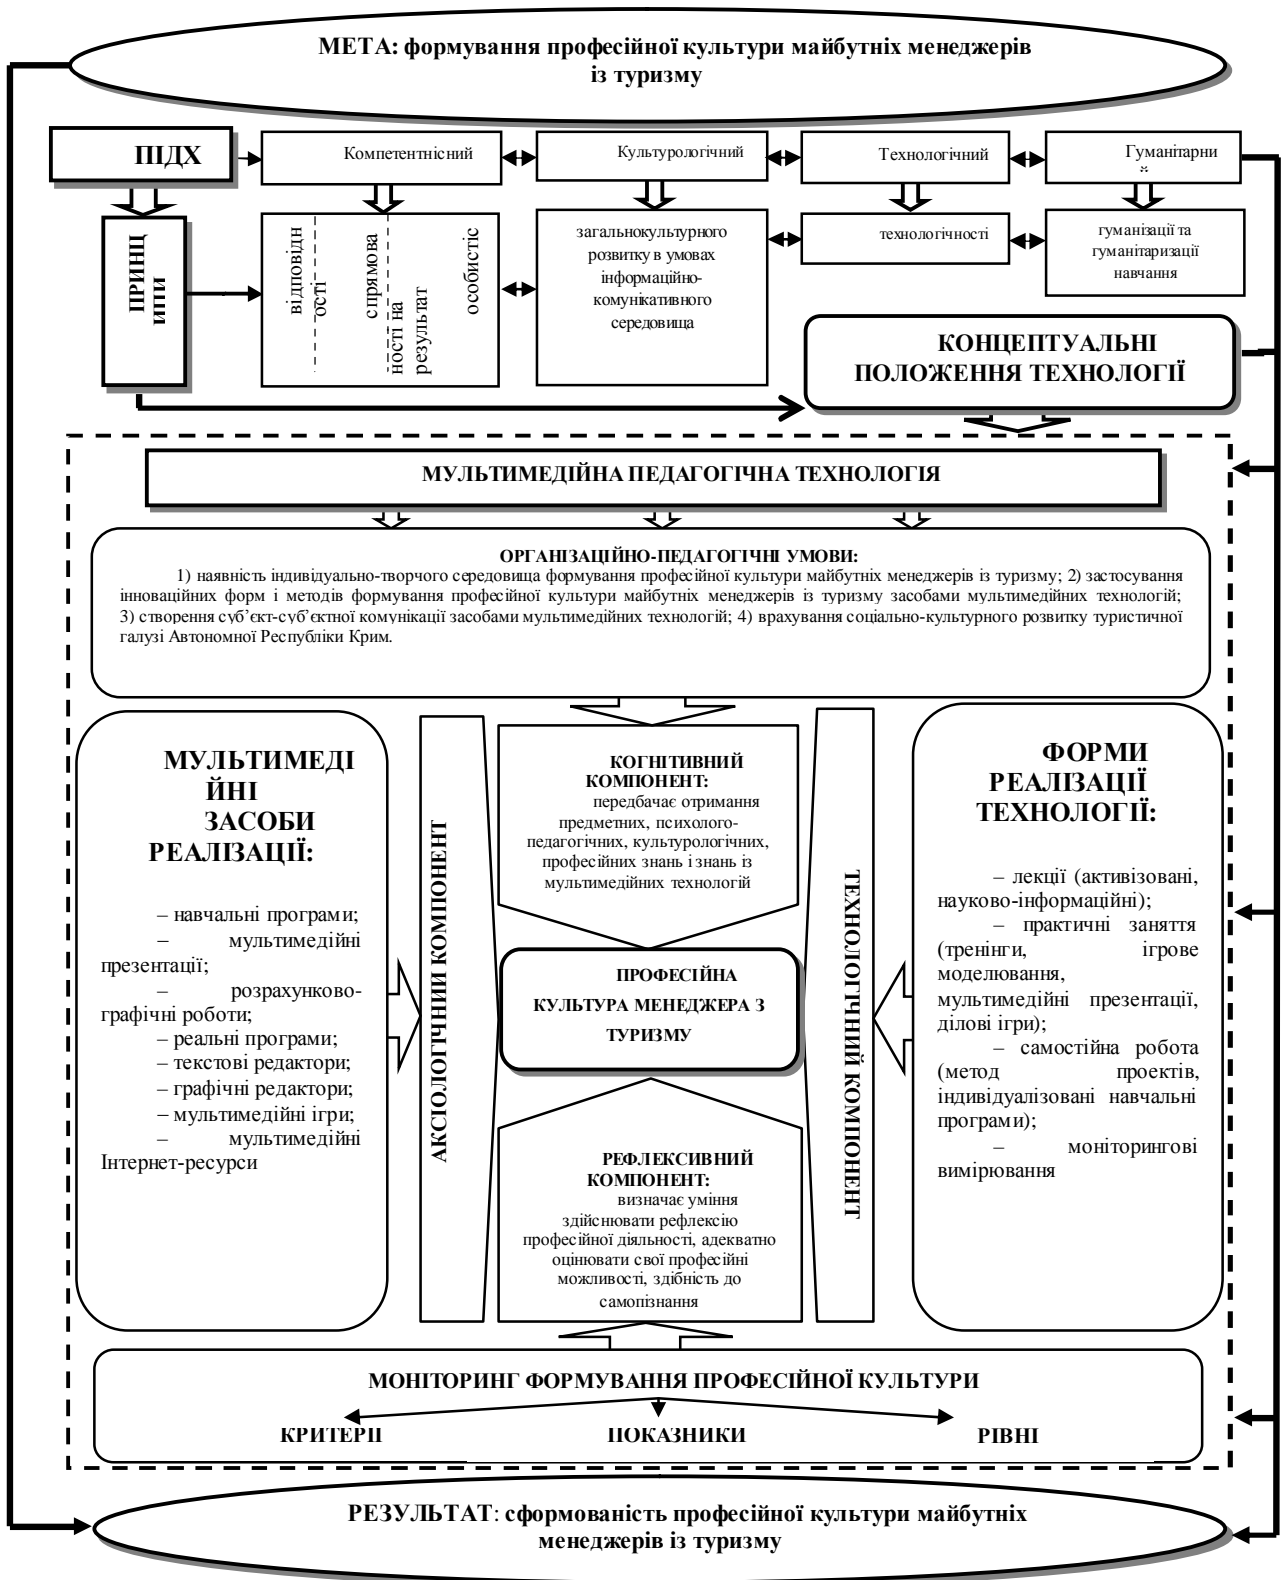 МЕТА: формування професійної культури майбутніх менеджерів
із туризму
ПІДХ
Компетентнісний
Культурологічний
Технологічний
Гуманітарни
й
ПРИНЦ
ИПИ
відповідн
ості
спрямова
ності на
результат
особистіс
загальнокультурного
розвитку в умовах
інформаційно-
комунікативного
середовища
технологічності
гуманізації та
гуманітаризації
навчання
КОНЦЕПТУАЛЬНІ
ПОЛОЖЕННЯ ТЕХНОЛОГІЇ
МУЛЬТИМЕДІЙНА ПЕДАГОГІЧНА ТЕХНОЛОГІЯ
ОРГАНІЗАЦІЙНО-ПЕДАГОГІЧНІ УМОВИ:
1) наявність індивідуально-творчого середовища формування професійної культури майбутніх менеджерів із туризму; 2) застосування
інноваційних форм і методів формування професійної культури майбутніх менеджерів із туризму засобами мультимедійних технологій;
3) створення суб’єкт-суб’єктної комунікації засобами мультимедійних технологій; 4) врахування соціально-культурного розвитку туристичної
галузі Автономної Республіки Крим.
МУЛЬТИМЕДІ
ЙНІ
ЗАСОБИ
РЕАЛІЗАЦІЇ:
– навчальні програми;
– мультимедійні
презентації;
– розрахунково-
графічні роботи;
– реальні програми;
– текстові редактори;
– графічні редактори;
– мультимедійні ігри;
– мультимедійні
Інтернет-ресурси
АКСІОЛОГІЧНИЙ КОМПОНЕНТ
КОГНІТИВНИЙ
КОМПОНЕНТ:
передбачає отримання
предметних, психолого-
педагогічних, культурологічних,
професійних знань і знань із
мультимедійних технологій
ПРОФЕСІЙНА
КУЛЬТУРА МЕНЕДЖЕРА З
ТУРИЗМУ
РЕФЛЕКСИВНИЙ
КОМПОНЕНТ:
визначає уміння
здійснювати рефлексію
професійної діяльності, адекватно
оцінювати свої професійні
можливості, здібність до
самопізнання
ТЕХНОЛОГІЧНИЙ КОМПОНЕНТ
ФОРМИ
РЕАЛІЗАЦІЇ
ТЕХНОЛОГІЇ:
– лекції (активізовані,
науково-інформаційні);
– практичні заняття
(тренінги, ігрове
моделювання,
мультимедійні презентації,
ділові ігри);
– самостійна робота
(метод проектів,
індивідуалізовані навчальні
програми);
– моніторингові
вимірювання
МОНІТОРИНГ ФОРМУВАННЯ ПРОФЕСІЙНОЇ КУЛЬТУРИ
КРИТЕРІЇ
ПОКАЗНИКИ
РІВНІ
РЕЗУЛЬТАТ: сформованість професійної культури майбутніх
менеджерів із туризму